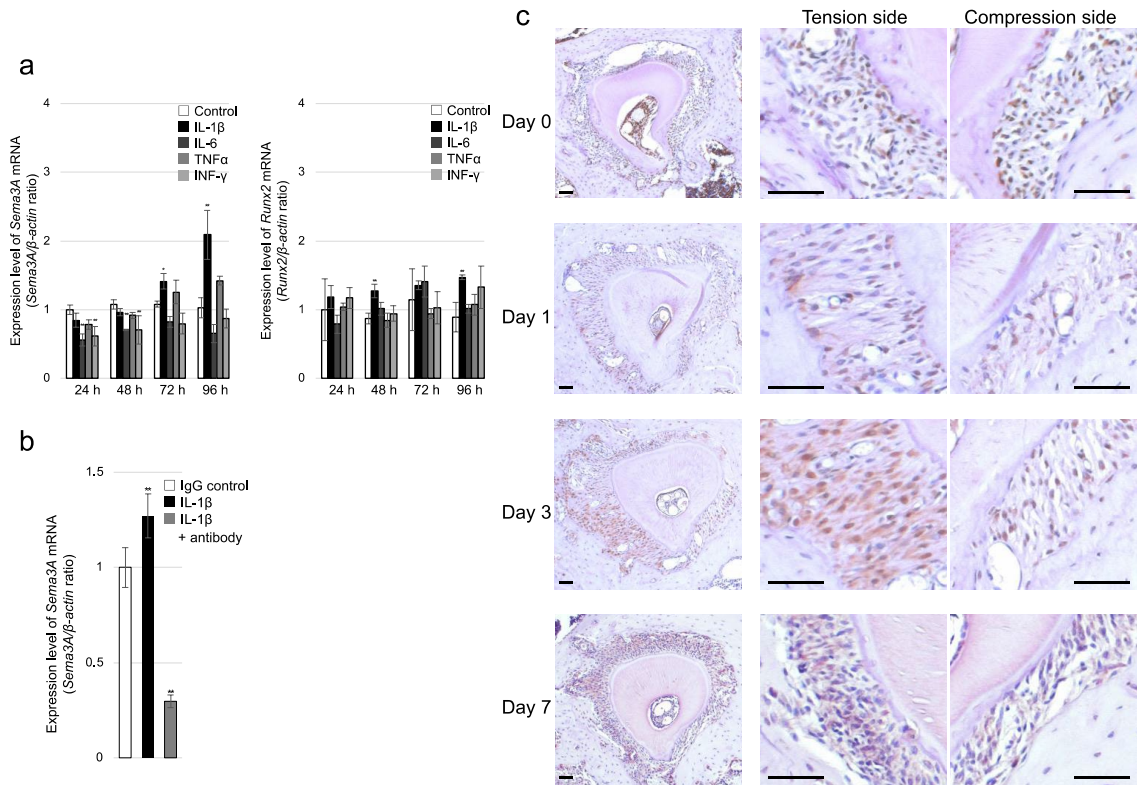 a
Expression level of Sema3A mRNA
(Sema3A/β-actin ratio)
4
3
2
1
0
Control
IL-1β
IL-6
TNFα
INF-γ
**
**
**
**
*
**
24 h 48 h 72 h 96 h
Expression level of Runx2 mRNA
(Runx2/β-actin ratio)
4
3
2
1
0
Control
IL-1β
IL-6
TNFα
INF-γ
**
**
24 h 48 h 72 h 96 h
b
Expression level of Sema3A mRNA
(Sema3A/β-actin ratio)
1.5
1
0.5
0
IgG control
IL-1β
IL-1β
+ antibody
**
**
c
Tension side Compression side
Day 0
Day 1
Day 3
Day 7